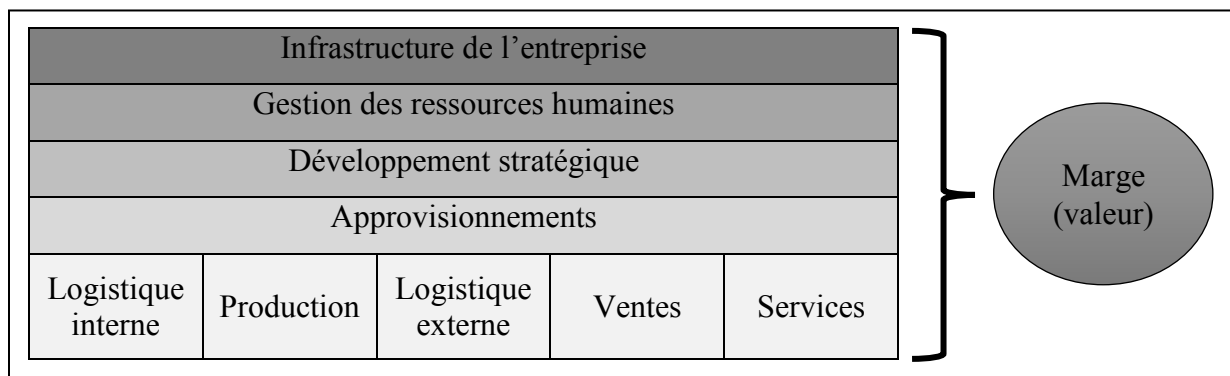 Infrastructure de l’entreprise
Gestion des ressources humaines
Développement stratégique
Approvisionnements
Logistique
interne
Production
Logistique
externe
Ventes
Services
Marge
(valeur)